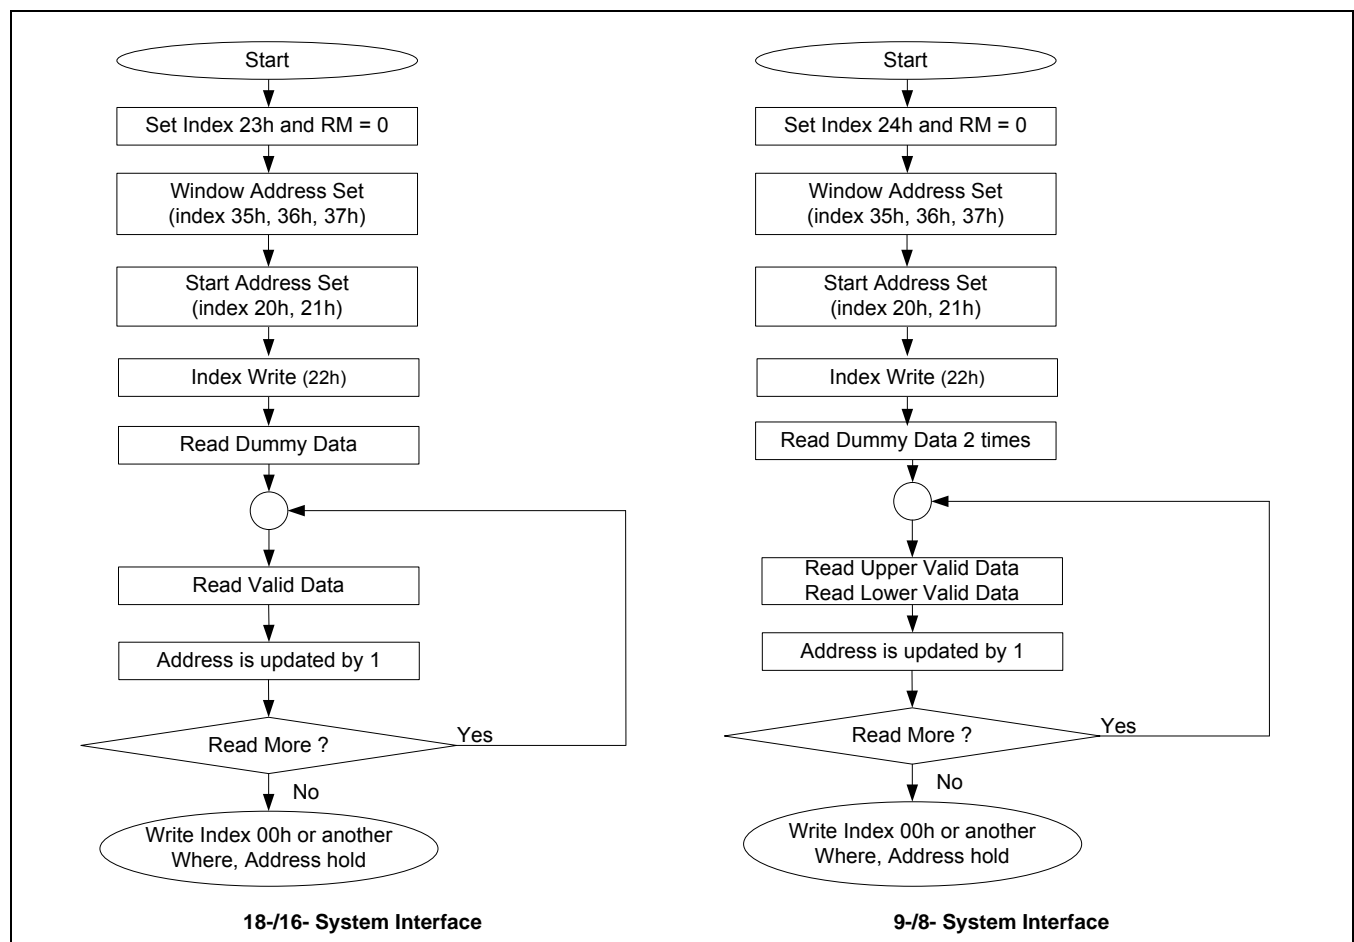 Start
Set Index 23h and RM = 0
Window Address Set
(index 35h, 36h, 37h)
Start Address Set
(index 20h, 21h)
Index Write (22h)
Read Dummy Data
Read Valid Data
Address is updated by 1
Read More ?
Yes
No
Write Index 00h or another
Where, Address hold
18-/16- System Interface
Start
Set Index 24h and RM = 0
Window Address Set
(index 35h, 36h, 37h)
Start Address Set
(index 20h, 21h)
Index Write (22h)
Read Dummy Data 2 times
Read Upper Valid Data
Read Lower Valid Data
Address is updated by 1
Read More ?
Yes
No
Write Index 00h or another
Where, Address hold
9-/8- System Interface